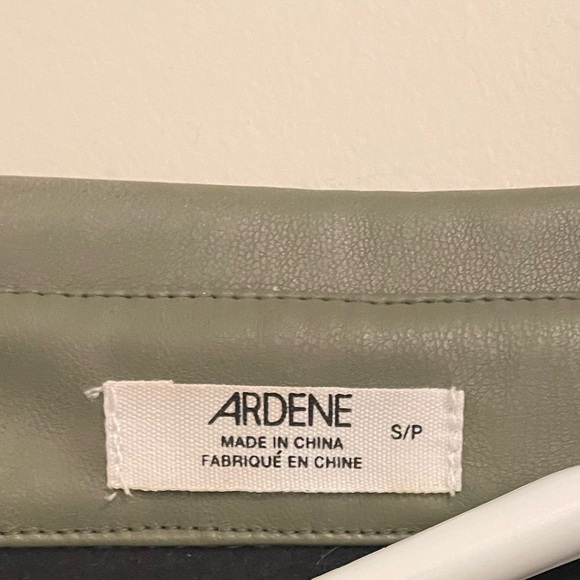 ARDENE
MADE IN CHINA
FABRIQUÉ EN CHINE
S/P